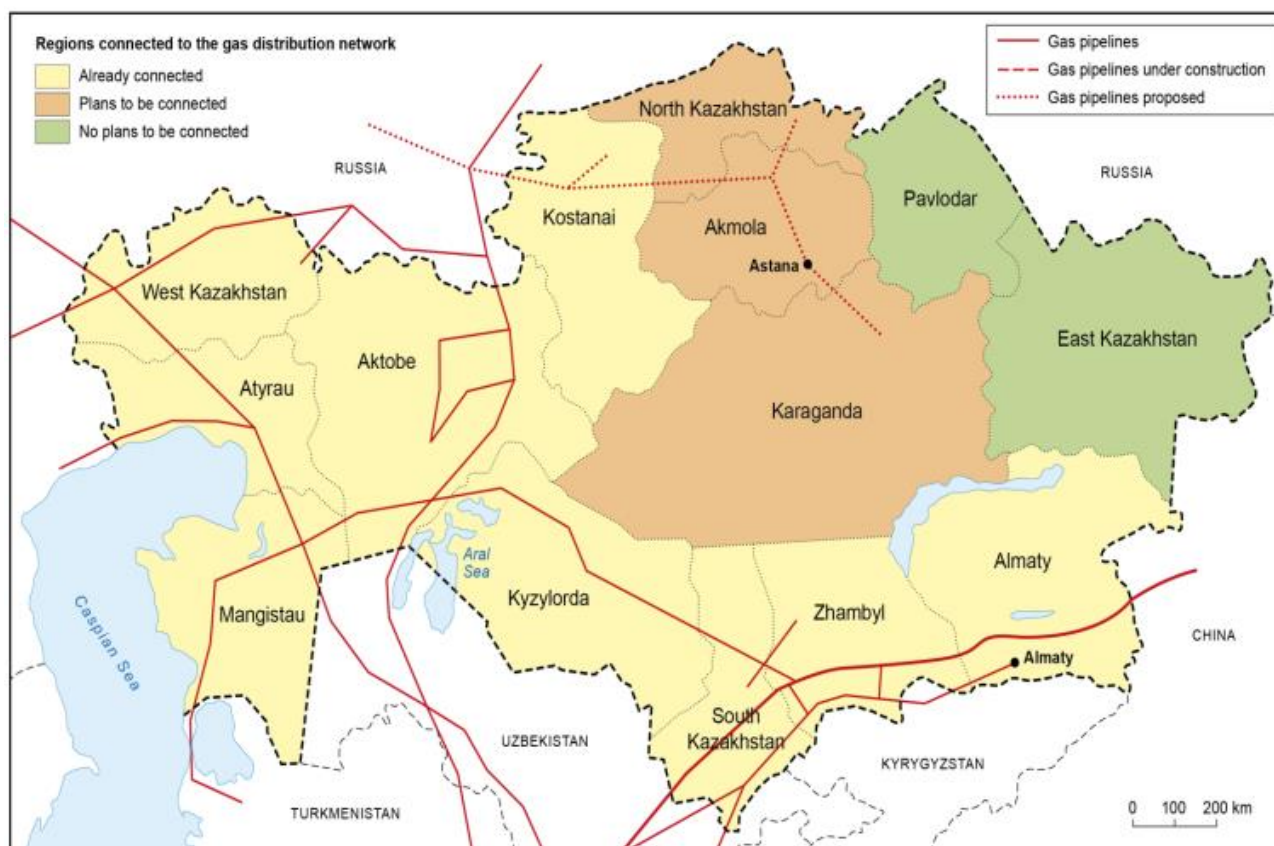 Regions connected to the gas distribution network
Already connected
Plans to be connected
No plans to be connected
Gas pipelines
Gas pipelines under construction
Gas pipelines proposed
North Kazakhstan
RUSSIA
RUSSIA
Pavlodar
Kostanai
Akmola
Astana
West Kazakhstan
East Kazakhstan
Aktobe
Atyrau
Karaganda
Aral
Sea
Almaty
Kyzylorda
Zhambyl
Mangistau
Caspian Sea
CHINA
Almaty
South
Kazakhstan
UZBEKISTAN
KYRGYZSTAN
TURKMENISTAN
0 100 200 km